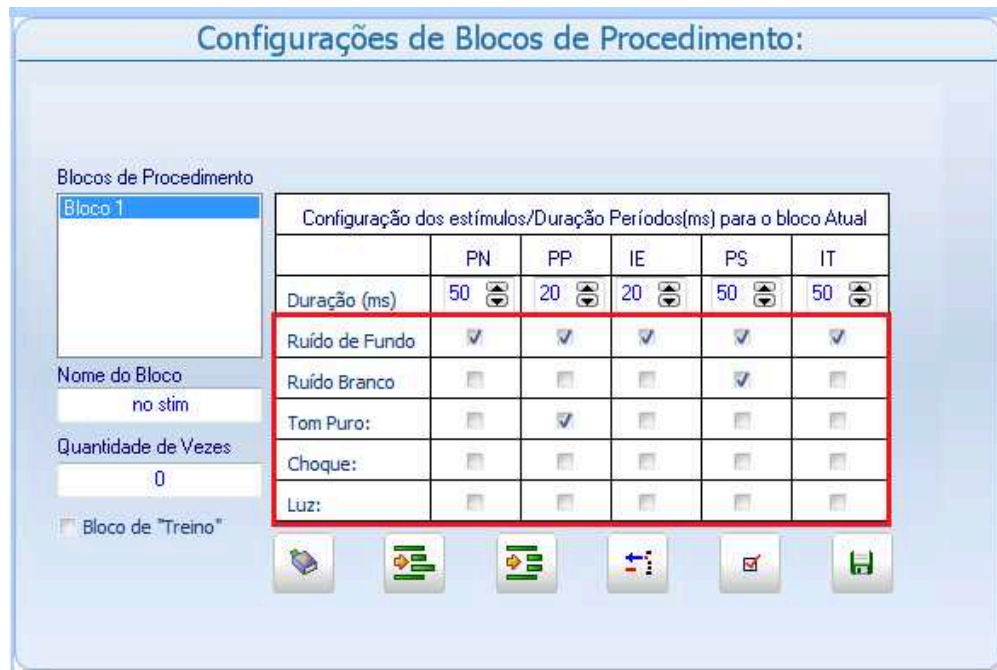 Configurações de Blocos de Procedimento:
Blocos de Procedimento
Bloco 1
Nome do Bloco
no stim
Quantidade de Vezes
0
Bloco de "Treino"
Configuração dos estímulos/Duração Períodos(ms) para o bloco Atual
PN PP IE PS IT
Duração (ms) 50 20 20 50 50
Ruído de Fundo
Ruído Branco
Tom Puro:
Choque:
Luz: